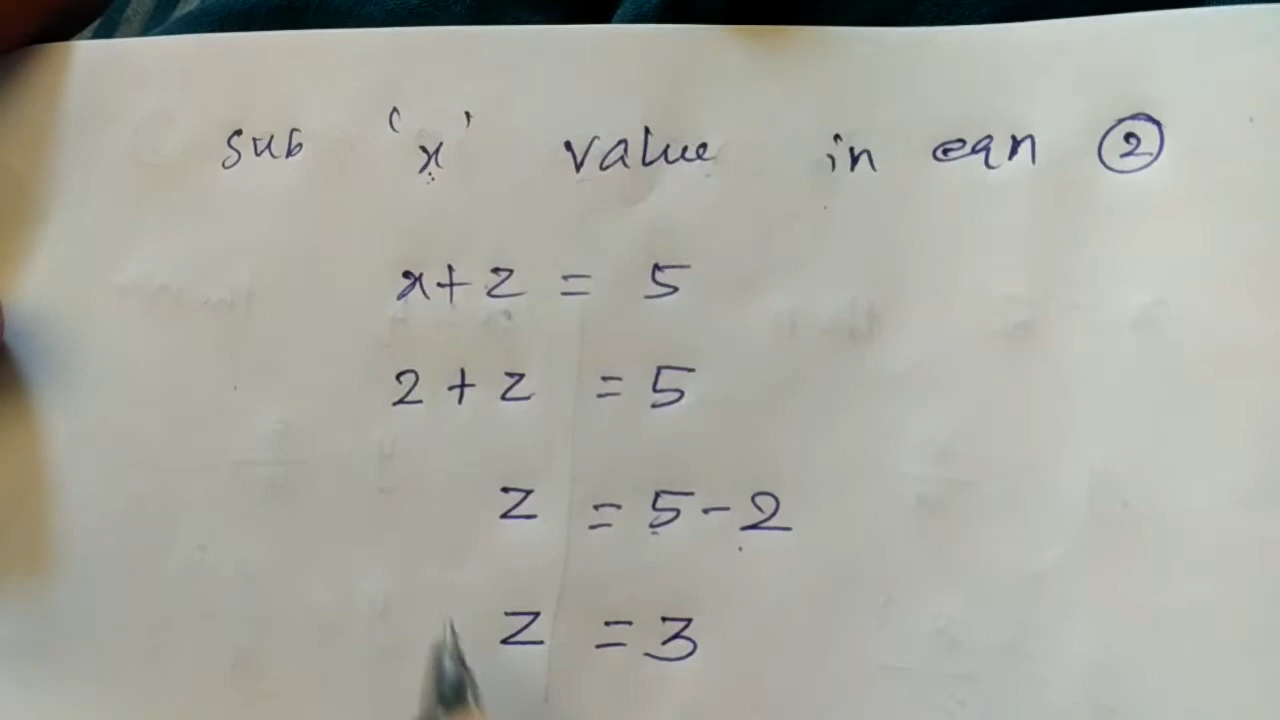 sub 'x' value in eqn ②
x+z = 5
2+z = 5
z = 5-2
z = 3